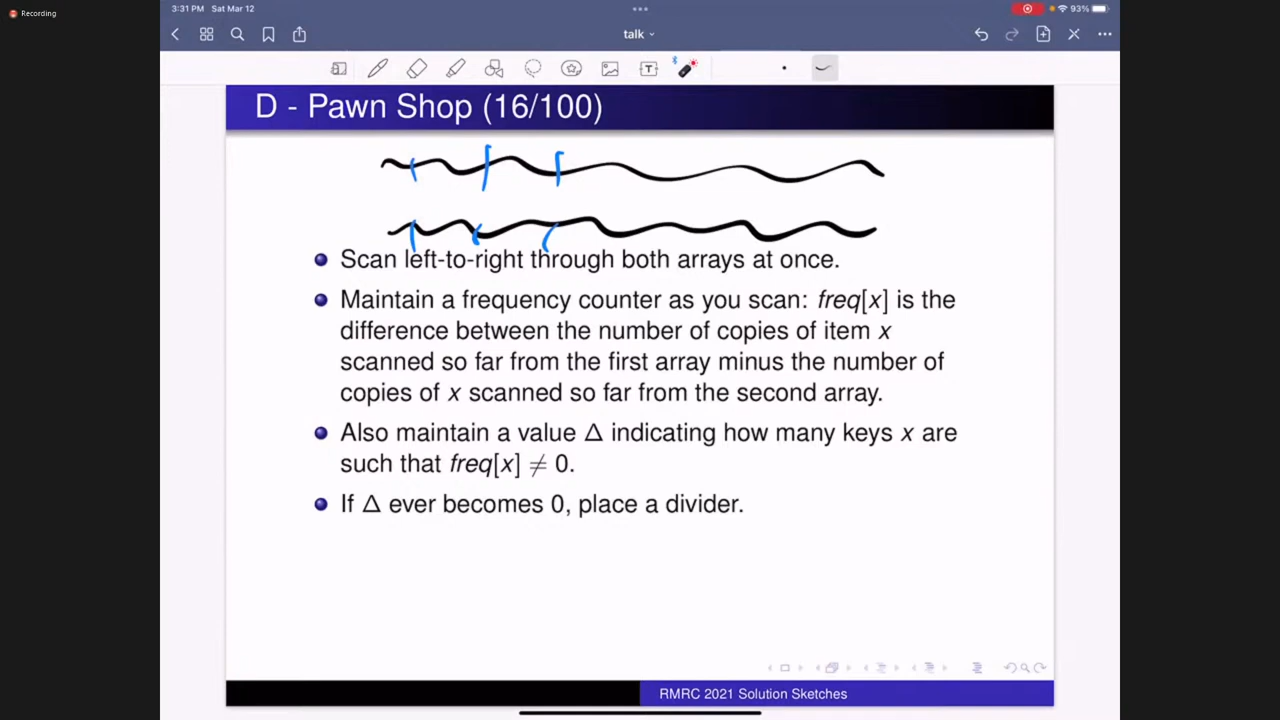 Recording
3:31 PM Sat Mar 12
93%
talk
T
D - Pawn Shop (16/100)
Scan left-to-right through both arrays at once.
Maintain a frequency counter as you scan: freq[x] is the
difference between the number of copies of item x
scanned so far from the first array minus the number of
copies of x scanned so far from the second array.
Also maintain a value Δ indicating how many keys x are
such that freq[x] ≠ 0.
If Δ ever becomes 0, place a divider.
RMRC 2021 Solution Sketches